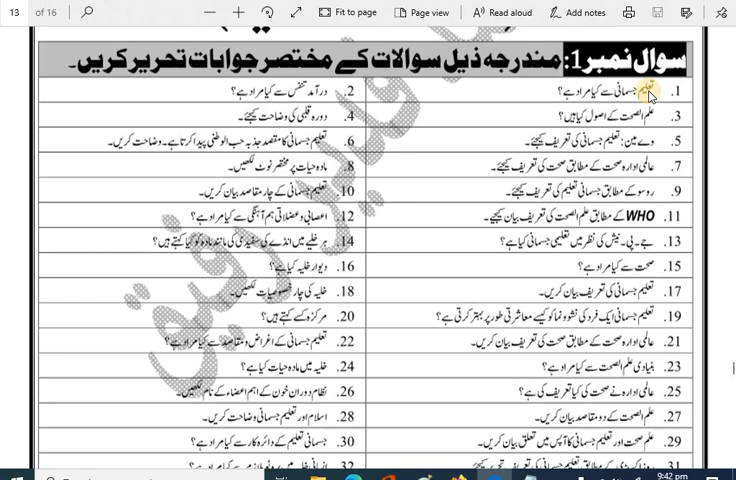 13 of 16 Fit to page Page view Read aloud Add notes
سوال نمبر1: مندرجہ ذیل سوالات کے مختصر جوابات تحریر کریں۔
1. تعلیم جسمانی سے کیا مراد ہے؟ 2. درآمد تنفس سے کیا مراد ہے؟
3. علم الصحت کے اصول کیا ہیں؟ 4. دورہ قلبی کی وضاحت کیجئے۔
5. وے مین: تعلیم جسمانی کی تعریف کیجئے۔ 6. تعلیم جسمانی کا مقصد جذبہ حب الوطنی پیدا کرتا ہے۔ وضاحت کریں۔
7. عالمی ادارہ صحت کے مطابق صحت کی تعریف کیجئے۔ 8. مادہ حیات پر مختصر نوٹ لکھیں۔
9. روسو کے مطابق جسمانی تعلیم کی تعریف کیجئے۔ 10. تعلیم جسمانی کے چار مقاصد بیان کریں۔
11. WHO کے مطابق علم الصحت کی تعریف بیان کیجیے۔ 12. اعصابی و عضلاتی ہم آہنگی سے کیا مراد ہے؟
13. جے۔ پی۔ نیش کی نظر میں تعلیمی جسمانی کیا ہے؟ 14. ہر خلیے میں انڈے کی سفیدی کی مانند مادہ کو کیا کہتے ہیں؟
15. صحت سے کیا مراد ہے؟ 16. دیوار خلیہ کیا ہے؟
17. تعلیم جسمانی کی تعریف بیان کریں۔ 18. خلیہ کی چار خصوصیات لکھیں۔
19. تعلیم جسمانی ایک فرد کی نشوونما کو کیسے معاشرتی طور پر بہتر کرتی ہے؟ 20. مرکزہ کسے کہتے ہیں؟
21. عالمی ادارہ صحت کے مطابق صحت کی تعریف بیان کریں۔ 22. تعلیم جسمانی کے اغراض و مقاصد سے کیا مراد ہے؟
23. بنیادی علم الصحت سے کیا مراد ہے؟ 24. خلیہ میں مادہ حیات کیا ہے؟
25. عالمی ادارہ نے صحت کی کیا تعریف کی ہے؟ 26. نظام دوران خون کے اہم اعضاء کے نام لکھیں۔
27. علم الصحت کے دو مقاصد بیان کریں۔ 28. اسلام اور تعلیم جسمانی وضاحت کریں۔
29. علم صحت اور تعلیم جسمانی کا آپس میں تعلق بیان کریں۔ 30. جسمانی تعلیم کے دائرہ کار سے کیا مراد ہے؟
31. کے مطابق تعلیم جسمانی کی تعریف تحریر کیجئے 32.
9:42 pm